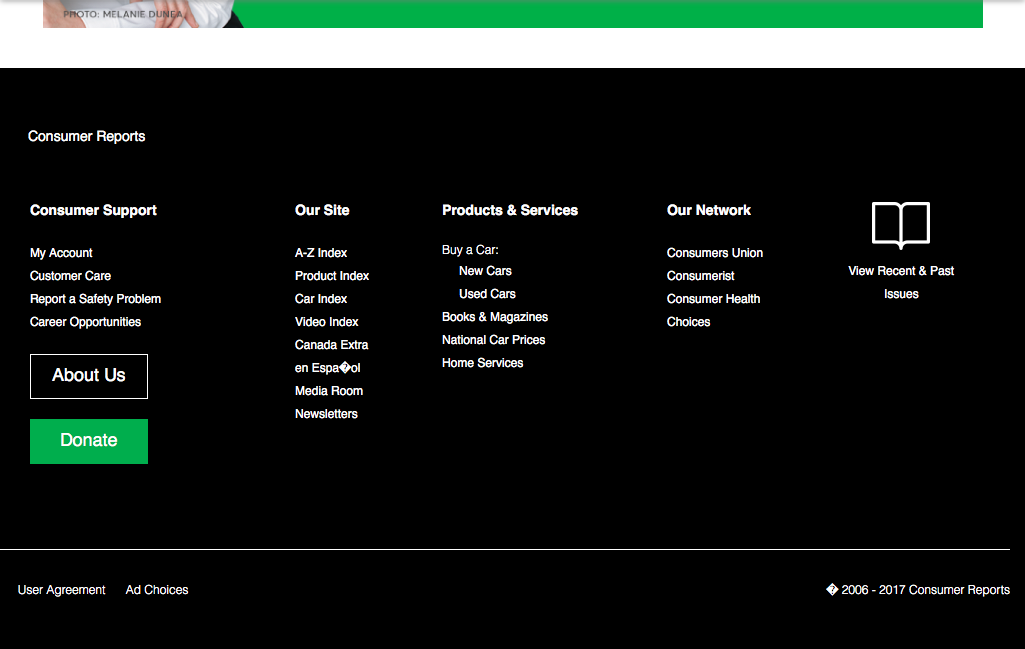 PHOTO: MELANIE DUNEA
Consumer Reports
Consumer Support
My Account
Customer Care
Report a Safety Problem
Career Opportunities
About Us
Donate
Our Site
A-Z Index
Product Index
Car Index
Video Index
Canada Extra
en Espa�ol
Media Room
Newsletters
Products & Services
Buy a Car:
New Cars
Used Cars
Books & Magazines
National Car Prices
Home Services
Our Network
Consumers Union
Consumerist
Consumer Health
Choices
View Recent & Past
Issues
User Agreement Ad Choices
� 2006 - 2017 Consumer Reports